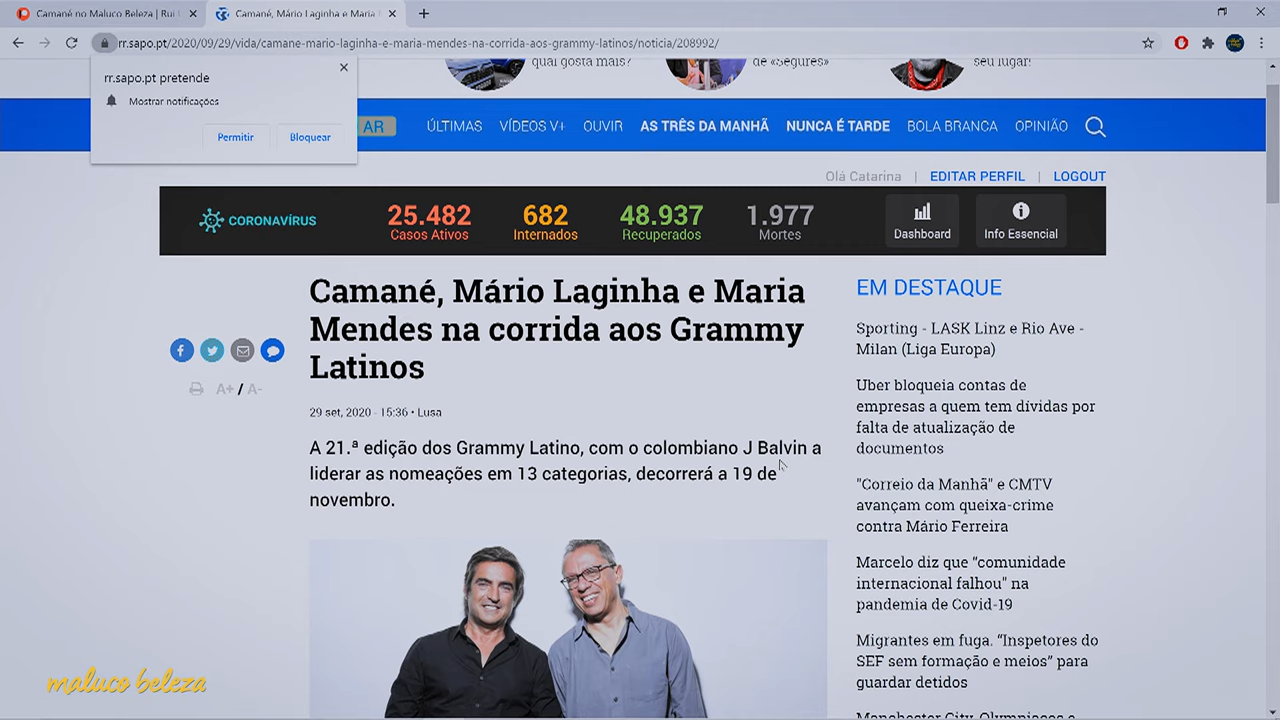 Camané no Maluco Beleza | Rui
Camané, Mário Laginha e Maria
rr.sapo.pt/2020/09/29/vida/camane-mario-laginha-e-maria-mendes-na-corrida-aos-grammy-latinos/noticia/208992/
rr.sapo.pt pretende
Mostrar notificações
Permitir
Bloquear
qual gosta mais?
de «Segures»
seu lugar!
AR
ÚLTIMAS
VÍDEOS V+
OUVIR
AS TRÊS DA MANHÃ
NUNCA É TARDE
BOLA BRANCA
OPINIÃO
Olá Catarina | EDITAR PERFIL | LOGOUT
CORONAVÍRUS
25.482
Casos Ativos
682
Internados
48.937
Recuperados
1.977
Mortes
Dashboard
Info Essencial
Camané, Mário Laginha e Maria
Mendes na corrida aos Grammy
Latinos
A+ / A-
29 set, 2020 - 15:36 • Lusa
A 21.ª edição dos Grammy Latino, com o colombiano J Balvin a
liderar as nomeações em 13 categorias, decorrerá a 19 de
novembro.
EM DESTAQUE
Sporting - LASK Linz e Rio Ave -
Milan (Liga Europa)
Uber bloqueia contas de
empresas a quem tem dívidas por
falta de atualização de
documentos
"Correio da Manhã" e CMTV
avançam com queixa-crime
contra Mário Ferreira
Marcelo diz que “comunidade
internacional falhou" na
pandemia de Covid-19
Migrantes em fuga. “Inspetores do
SEF sem formação e meios” para
guardar detidos
Manchester City, Olympiacos e
maluco beleza